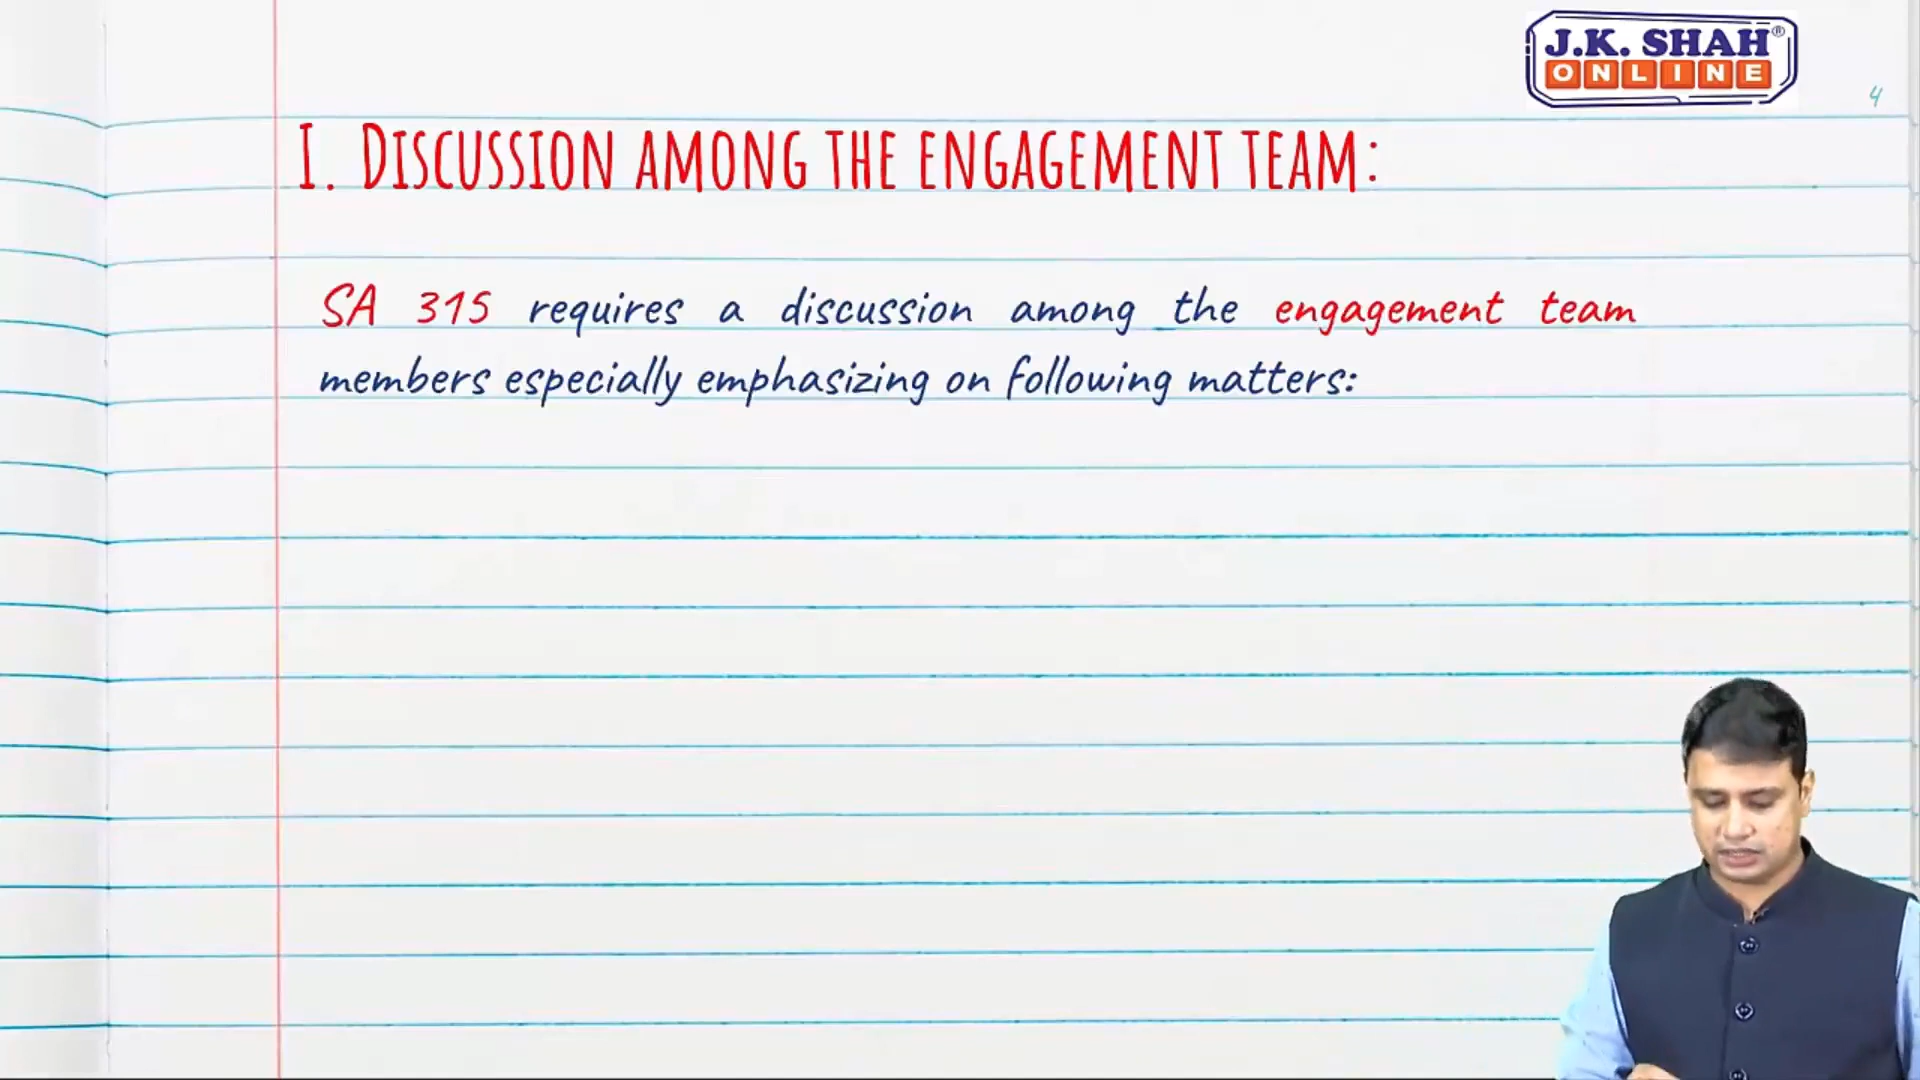 J.K. SHAH®
ONLINE
4
I. DISCUSSION AMONG THE ENGAGEMENT TEAM:
SA 315 requires a discussion among the engagement team
members especially emphasizing on following matters: